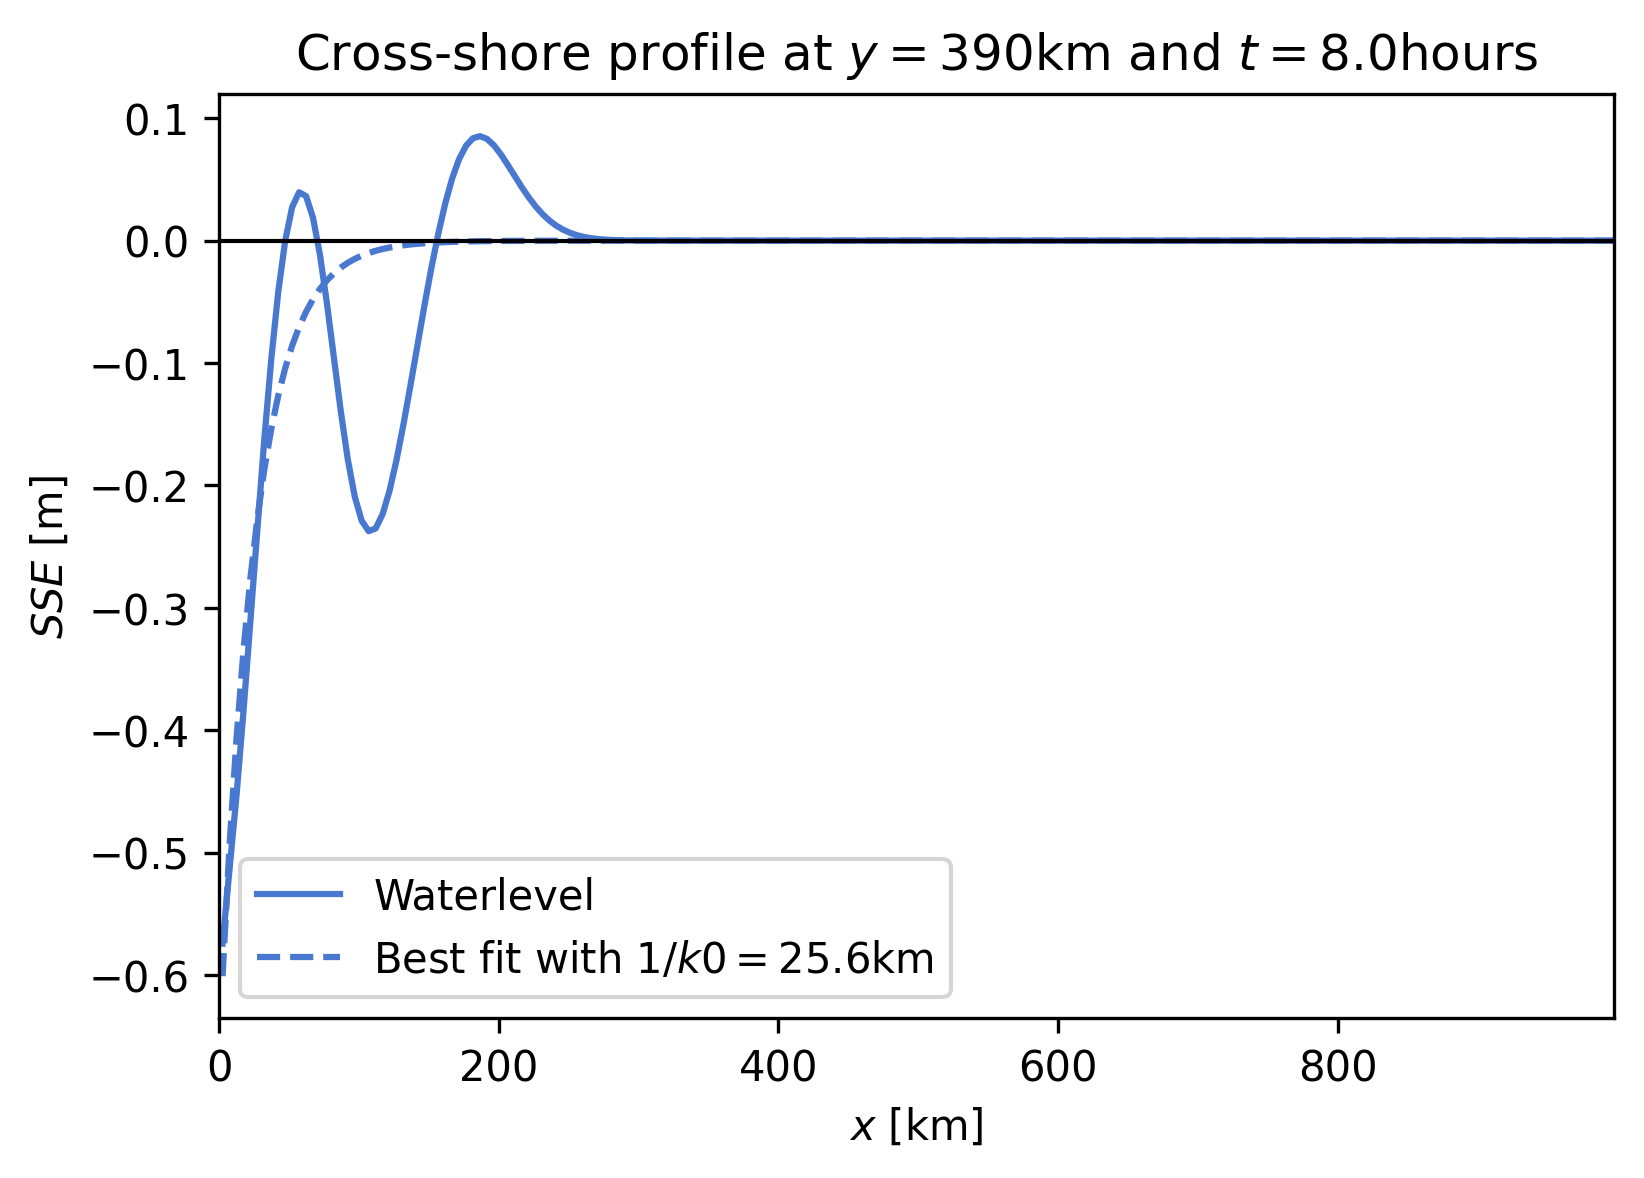 Cross-shore profile at y = 390km and t = 8.0hours
0.1
0.0
−0.1
−0.2
−0.3
−0.4
−0.5
−0.6
SSE [m]
Waterlevel
Best fit with 1/k0 = 25.6km
0 200 400 600 800
x [km]